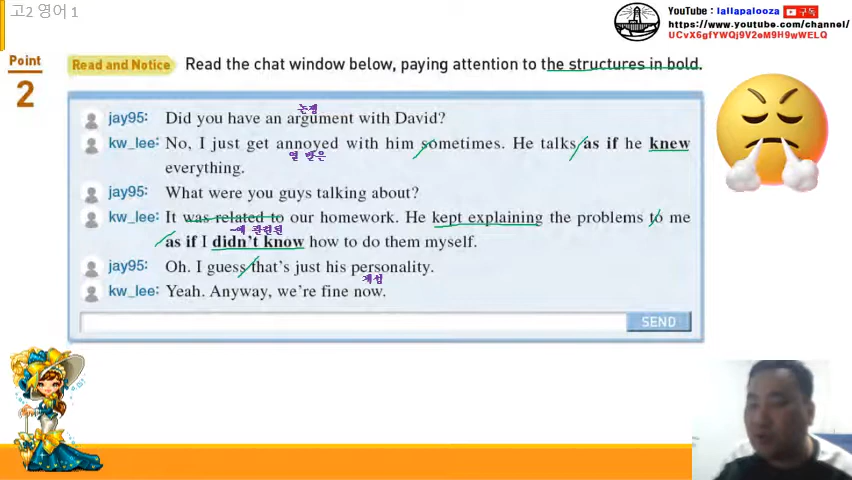 고2 영어 1
YouTube : lallapalooza 구독
https://www.youtube.com/channel/
UCvX6gfYWQj9V2eM9H9wWELQ
Point
2
Read and Notice Read the chat window below, paying attention to the structures in bold.
논쟁
jay95: Did you have an argument with David?
kw_lee: No, I just get annoyed with him sometimes. He talks as if he knew
열 받은
everything.
jay95: What were you guys talking about?
kw_lee: It was related to our homework. He kept explaining the problems to me
~에 관련된
as if I didn't know how to do them myself.
jay95: Oh. I guess that's just his personality.
개성
kw_lee: Yeah. Anyway, we're fine now.
SEND